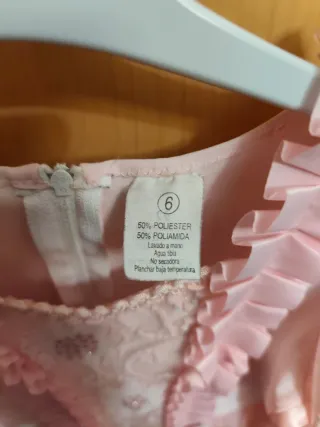 6
50% POLIESTER
50% POLIAMIDA
Lavado a mano
Agua tibia
No secadora
Planchar baja temperatura